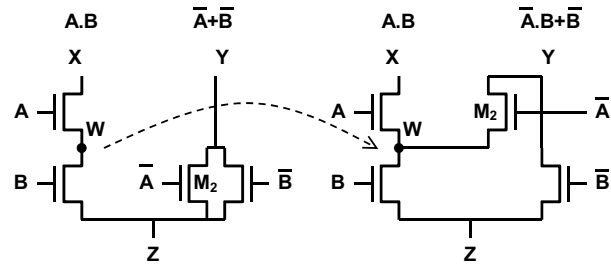 A.B A̅+B̅ A.B A̅.B+B̅
X Y X Y
A A M₂ A̅
W W
B A̅ M₂ B̅ B B̅
Z Z